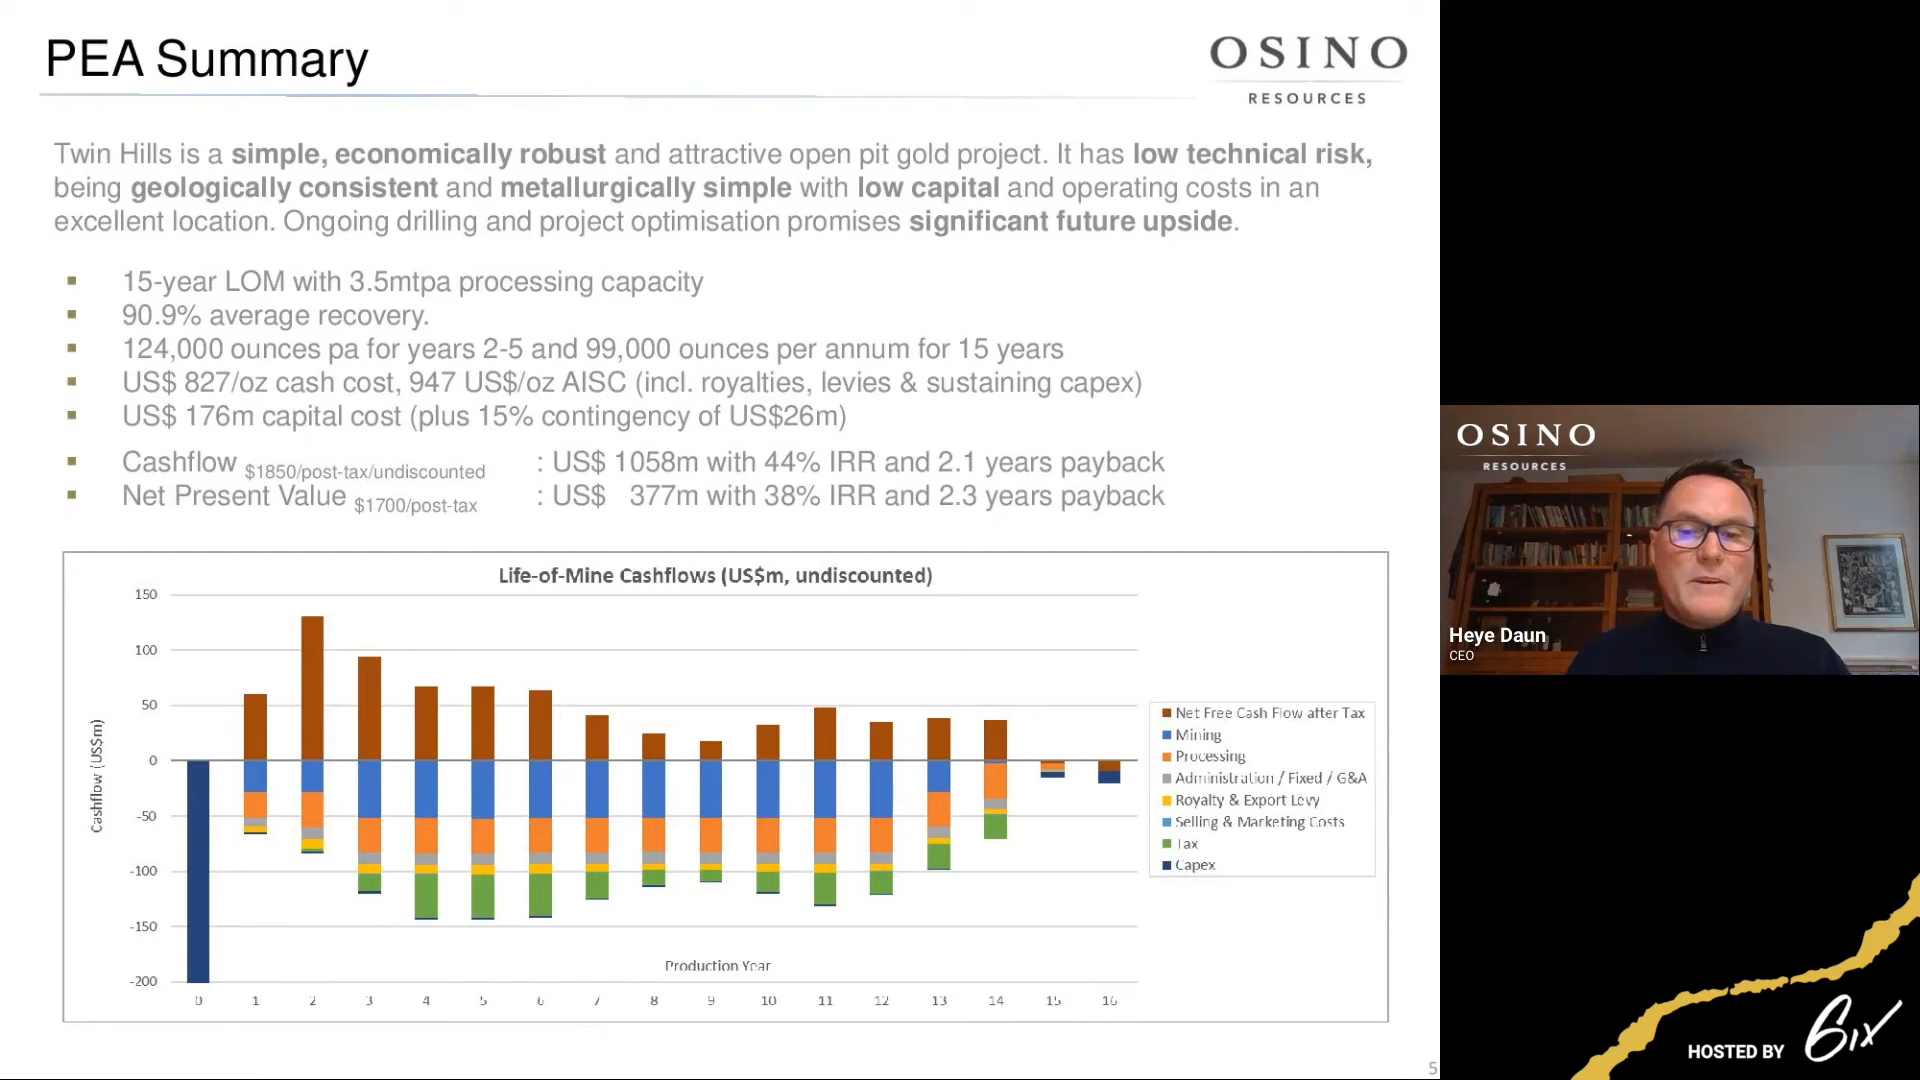 PEA Summary
OSINO
RESOURCES
Twin Hills is a simple, economically robust and attractive open pit gold project. It has low technical risk,
being geologically consistent and metallurgically simple with low capital and operating costs in an
excellent location. Ongoing drilling and project optimisation promises significant future upside.
15-year LOM with 3.5mtpa processing capacity
90.9% average recovery.
124,000 ounces pa for years 2-5 and 99,000 ounces per annum for 15 years
US$ 827/oz cash cost, 947 US$/oz AISC (incl. royalties, levies & sustaining capex)
US$ 176m capital cost (plus 15% contingency of US$26m)
Cashflow $1850/post-tax/undiscounted : US$ 1058m with 44% IRR and 2.1 years payback
Net Present Value $1700/post-tax : US$ 377m with 38% IRR and 2.3 years payback
Life-of-Mine Cashflows (US$m, undiscounted)
150
100
50
0
-50
-100
-150
-200
Cashflow (US$m)
Production Year
0 1 2 3 4 5 6 7 8 9 10 11 12 13 14 15 16
Net Free Cash Flow after Tax
Mining
Processing
Administration / Fixed / G&A
Royalty & Export Levy
Selling & Marketing Costs
Tax
Capex
5
OSINO
RESOURCES
Heye Daun
CEO
HOSTED BY 6ix